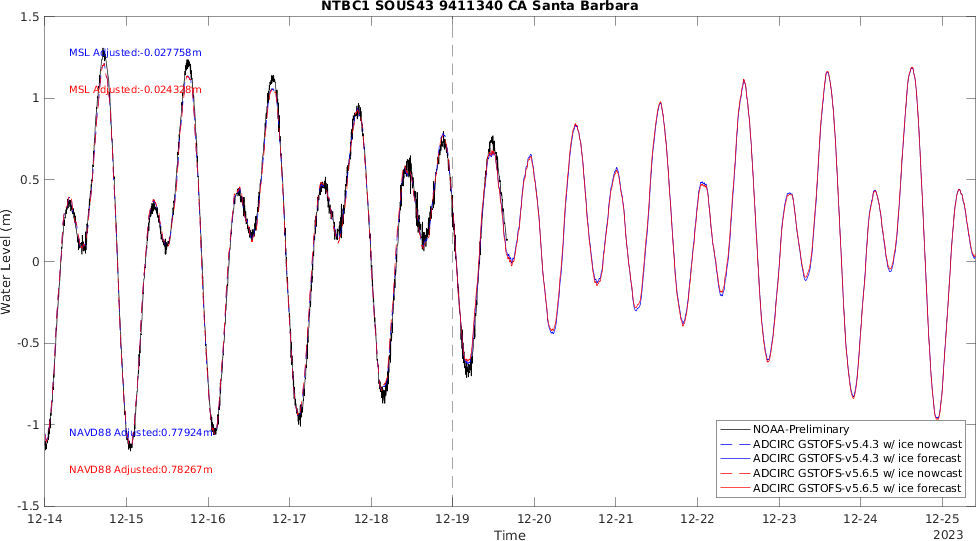 NTBC1 SOUS43 9411340 CA Santa Barbara
1.5
1
0.5
0
-0.5
-1
-1.5
Water Level (m)
MSL Adjusted:-0.027758m
MSL Adjusted:-0.024328m
NAVD88 Adjusted:0.77924m
NAVD88 Adjusted:0.78267m
NOAA-Preliminary
ADCIRC GSTOFS-v5.4.3 w/ ice nowcast
ADCIRC GSTOFS-v5.4.3 w/ ice forecast
ADCIRC GSTOFS-v5.6.5 w/ ice nowcast
ADCIRC GSTOFS-v5.6.5 w/ ice forecast
12-14 12-15 12-16 12-17 12-18 12-19 12-20 12-21 12-22 12-23 12-24 12-25
2023
Time